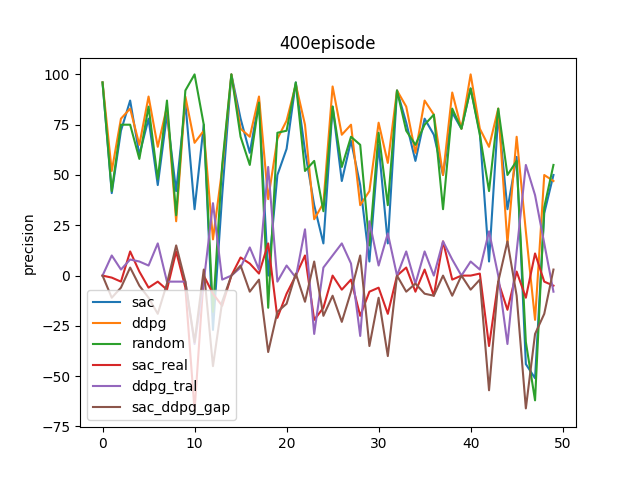 400episode
precision
100
75
50
25
0
−25
−50
−75
sac
ddpg
random
sac_real
ddpg_tral
sac_ddpg_gap
0 10 20 30 40 50